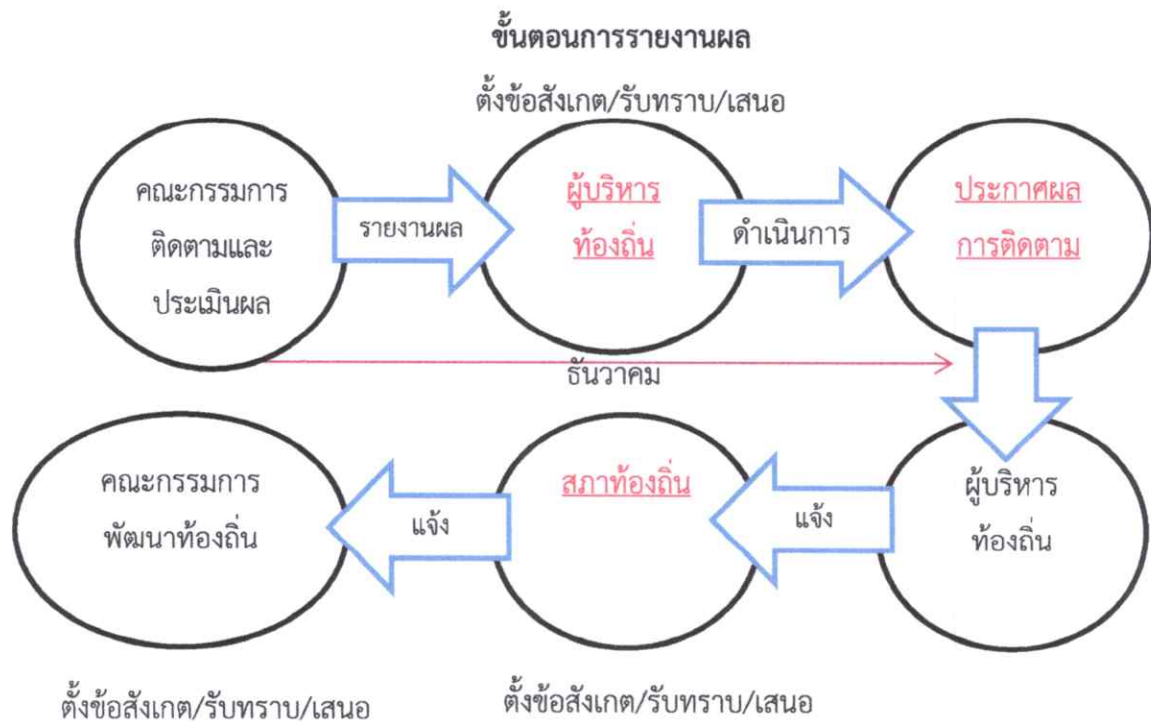 ขั้นตอนการรายงานผล
ตั้งข้อสังเกต/รับทราบ/เสนอ
คณะกรรมการ
ติดตามและ
ประเมินผล
รายงานผล
ผู้บริหาร
ท้องถิ่น
ดำเนินการ
ประกาศผล
การติดตาม
ธันวาคม
ผู้บริหาร
ท้องถิ่น
แจ้ง
สภาท้องถิ่น
แจ้ง
คณะกรรมการ
พัฒนาท้องถิ่น
ตั้งข้อสังเกต/รับทราบ/เสนอ
ตั้งข้อสังเกต/รับทราบ/เสนอ